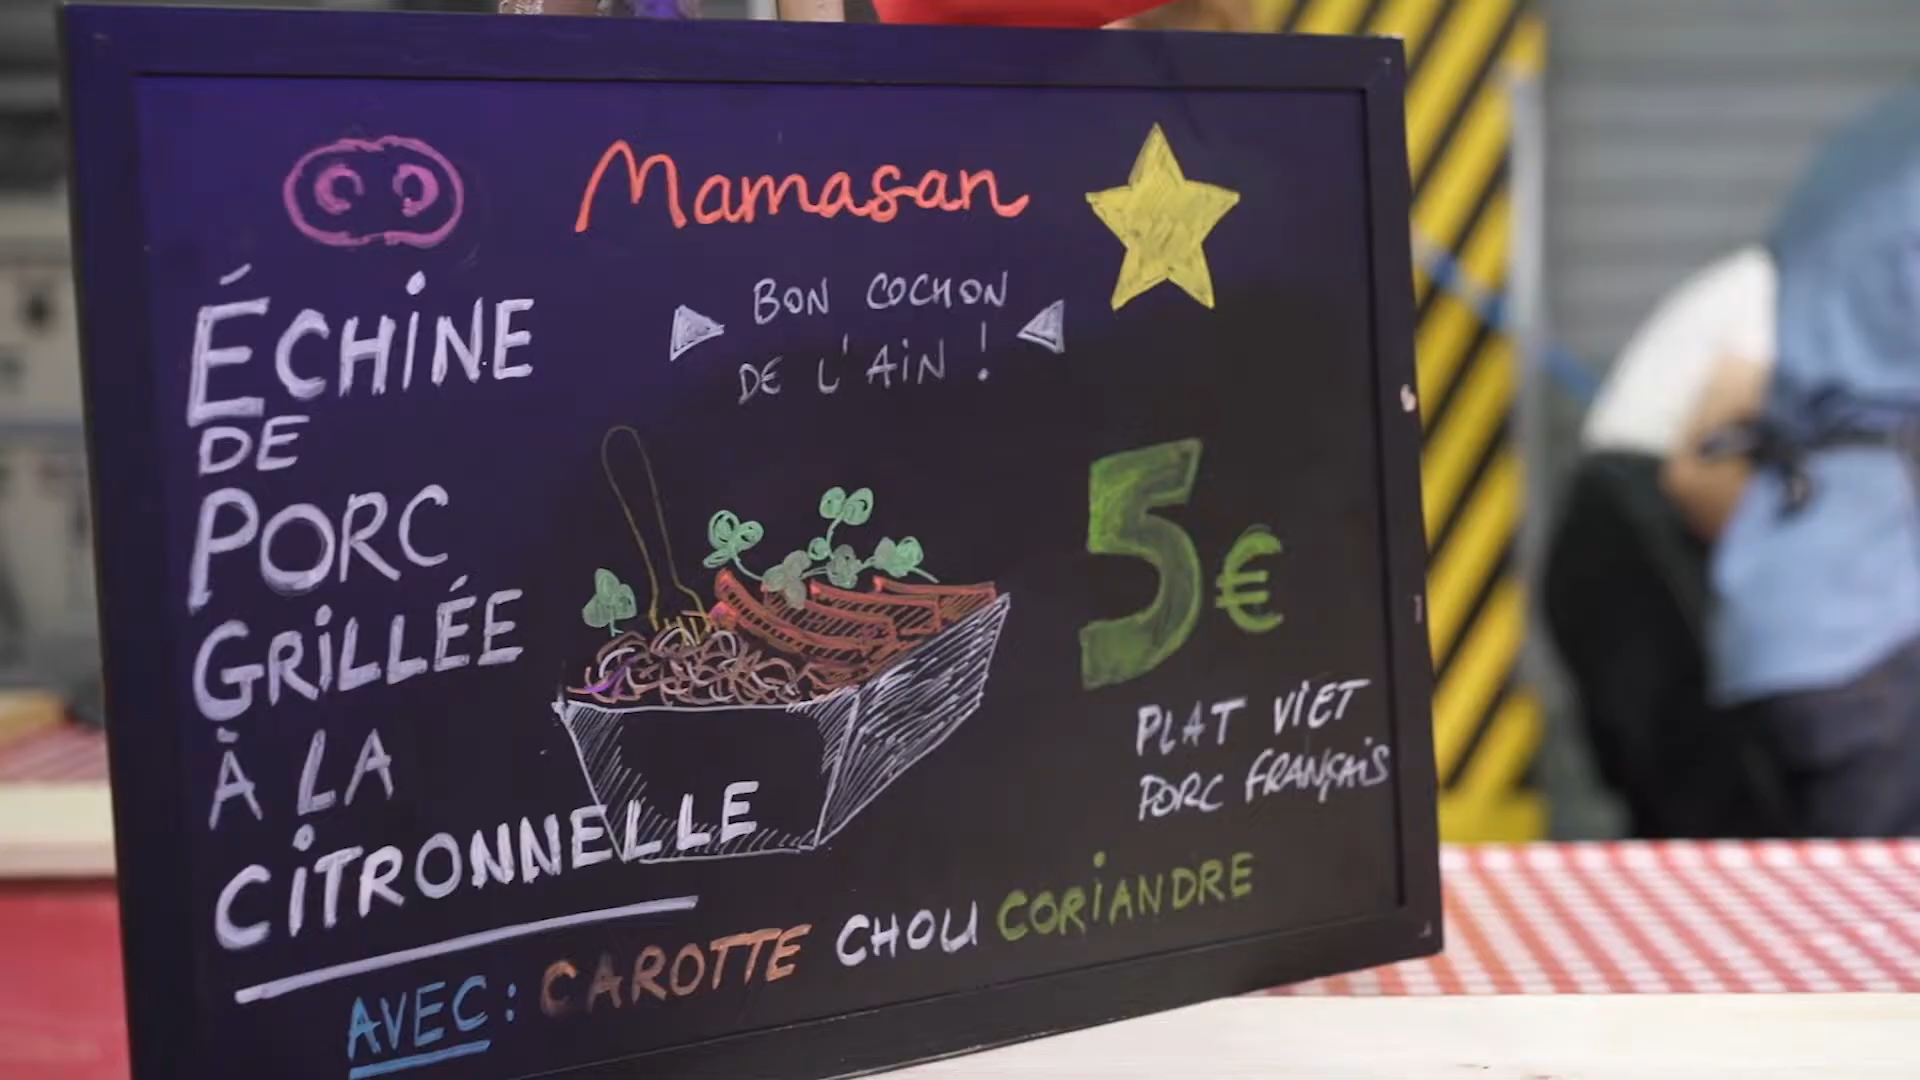 Mamasan
BON COCHON
DE L'AIN !
ÉCHINE
DE
PORC
GRILLÉE
À LA
CITRONNELLE
5€
PLAT VIET
PORC FRANÇAIS
AVEC : CAROTTE CHOU CORIANDRE